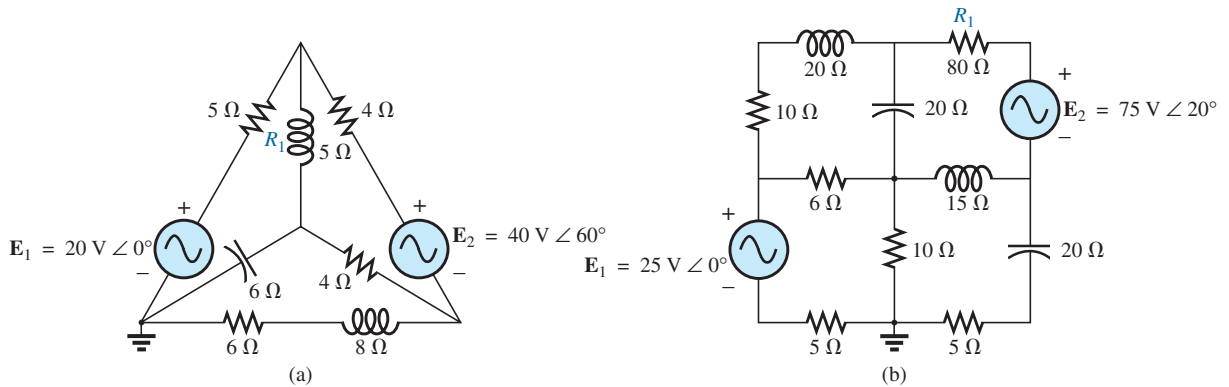 5 Ω
4 Ω
R1
5 Ω
+
+
E1 = 20 V ∠ 0°
E2 = 40 V ∠ 60°
−
−
6 Ω
4 Ω
6 Ω
8 Ω
(a)
R1
20 Ω
80 Ω
+
10 Ω
20 Ω
E2 = 75 V ∠ 20°
−
6 Ω
15 Ω
+
E1 = 25 V ∠ 0°
10 Ω
20 Ω
−
5 Ω
5 Ω
(b)